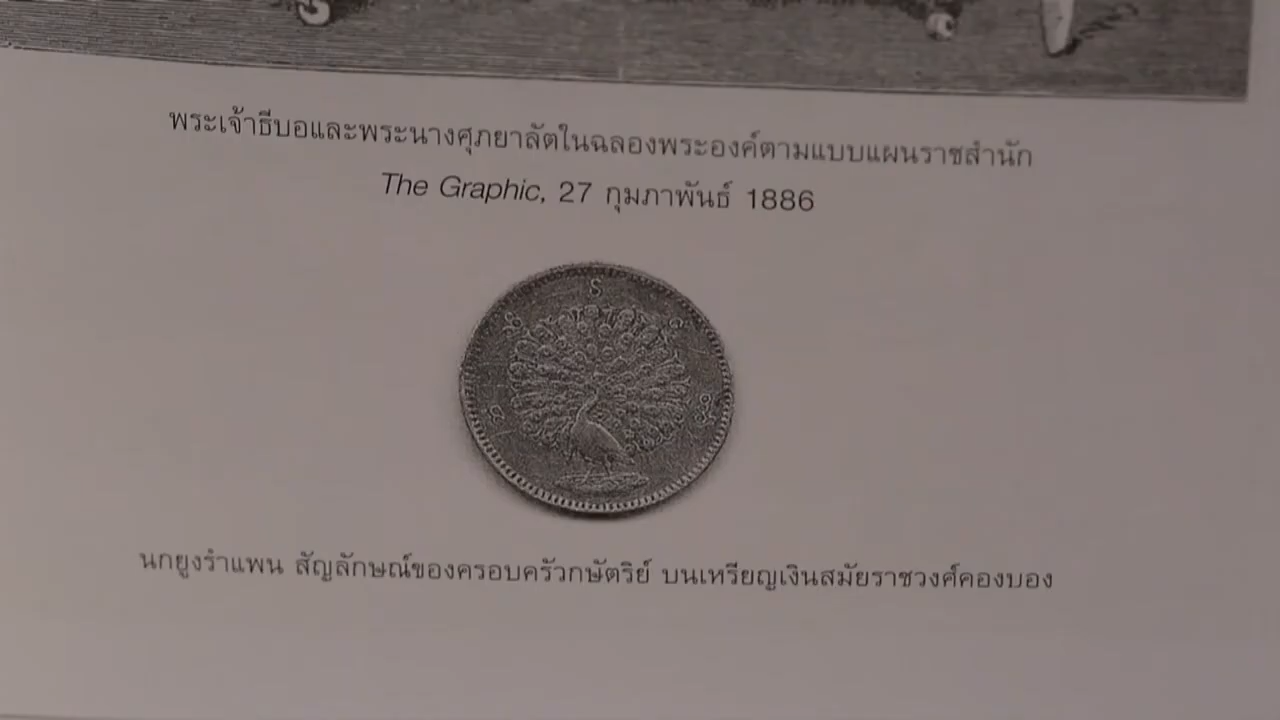 พระเจ้าธีบอและพระนางศุภยาลัตในฉลองพระองค์ตามแบบแผนราชสำนัก
The Graphic, 27 กุมภาพันธ์ 1886
นกยูงรำแพน สัญลักษณ์ของครอบครัวกษัตริย์ บนเหรียญเงินสมัยราชวงศ์คองบอง